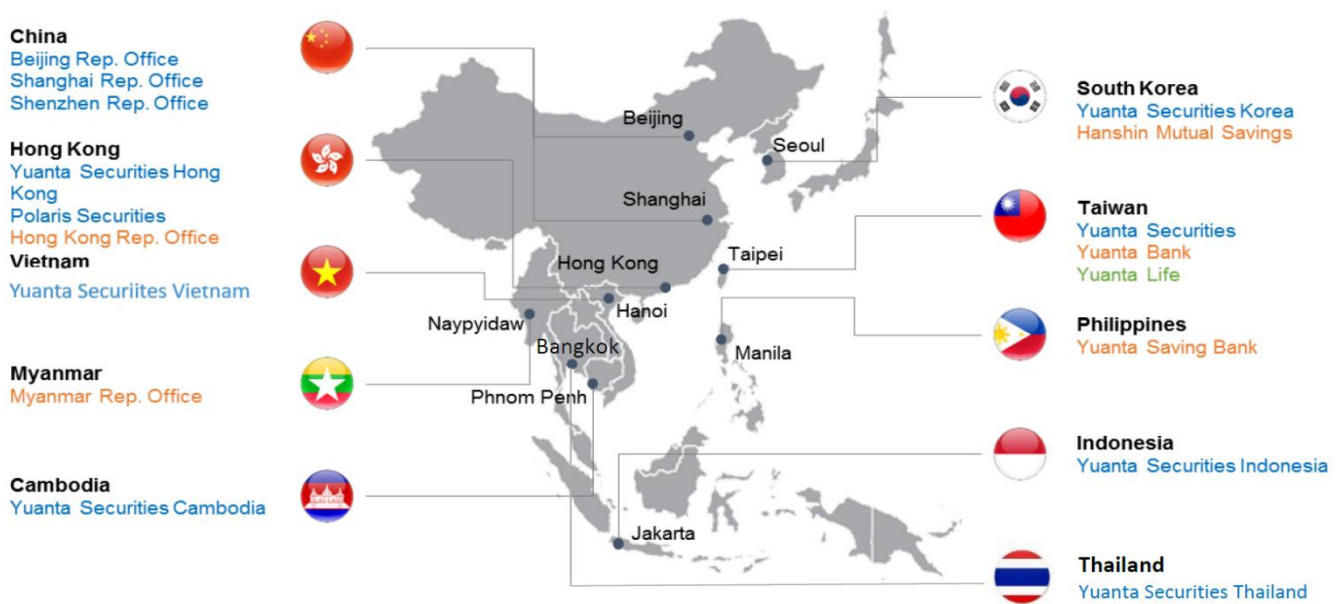 China
Beijing Rep. Office
Shanghai Rep. Office
Shenzhen Rep. Office
Hong Kong
Yuanta Securities Hong
Kong
Polaris Securities
Hong Kong Rep. Office
Vietnam
Yuanta Securiites Vietnam
Myanmar
Myanmar Rep. Office
Cambodia
Yuanta Securities Cambodia
Beijing
Seoul
Shanghai
Taipei
Hong Kong
Hanoi
Naypyidaw
Bangkok
Manila
Phnom Penh
Jakarta
South Korea
Yuanta Securities Korea
Hanshin Mutual Savings
Taiwan
Yuanta Securities
Yuanta Bank
Yuanta Life
Philippines
Yuanta Saving Bank
Indonesia
Yuanta Securities Indonesia
Thailand
Yuanta Securities Thailand